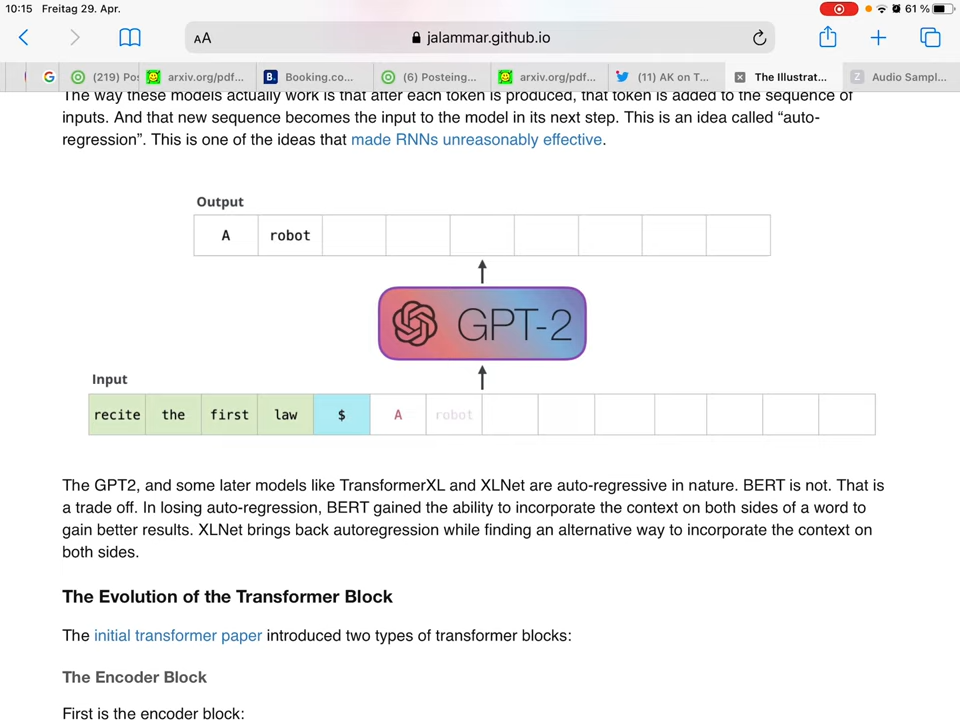 10:15 Freitag 29. Apr. 61 %
AA jalammar.github.io
G (219) Pos arxiv.org/pdf... B. Booking.co... (6) Posteing... arxiv.org/pdf... (11) AK on T... The Illustrat... Z Audio Sampl...
The way these models actually work is that after each token is produced, that token is added to the sequence of
inputs. And that new sequence becomes the input to the model in its next step. This is an idea called “auto-
regression”. This is one of the ideas that made RNNs unreasonably effective.
Output
A robot
GPT-2
Input
recite the first law $ A robot
The GPT2, and some later models like TransformerXL and XLNet are auto-regressive in nature. BERT is not. That is
a trade off. In losing auto-regression, BERT gained the ability to incorporate the context on both sides of a word to
gain better results. XLNet brings back autoregression while finding an alternative way to incorporate the context on
both sides.
The Evolution of the Transformer Block
The initial transformer paper introduced two types of transformer blocks:
The Encoder Block
First is the encoder block: